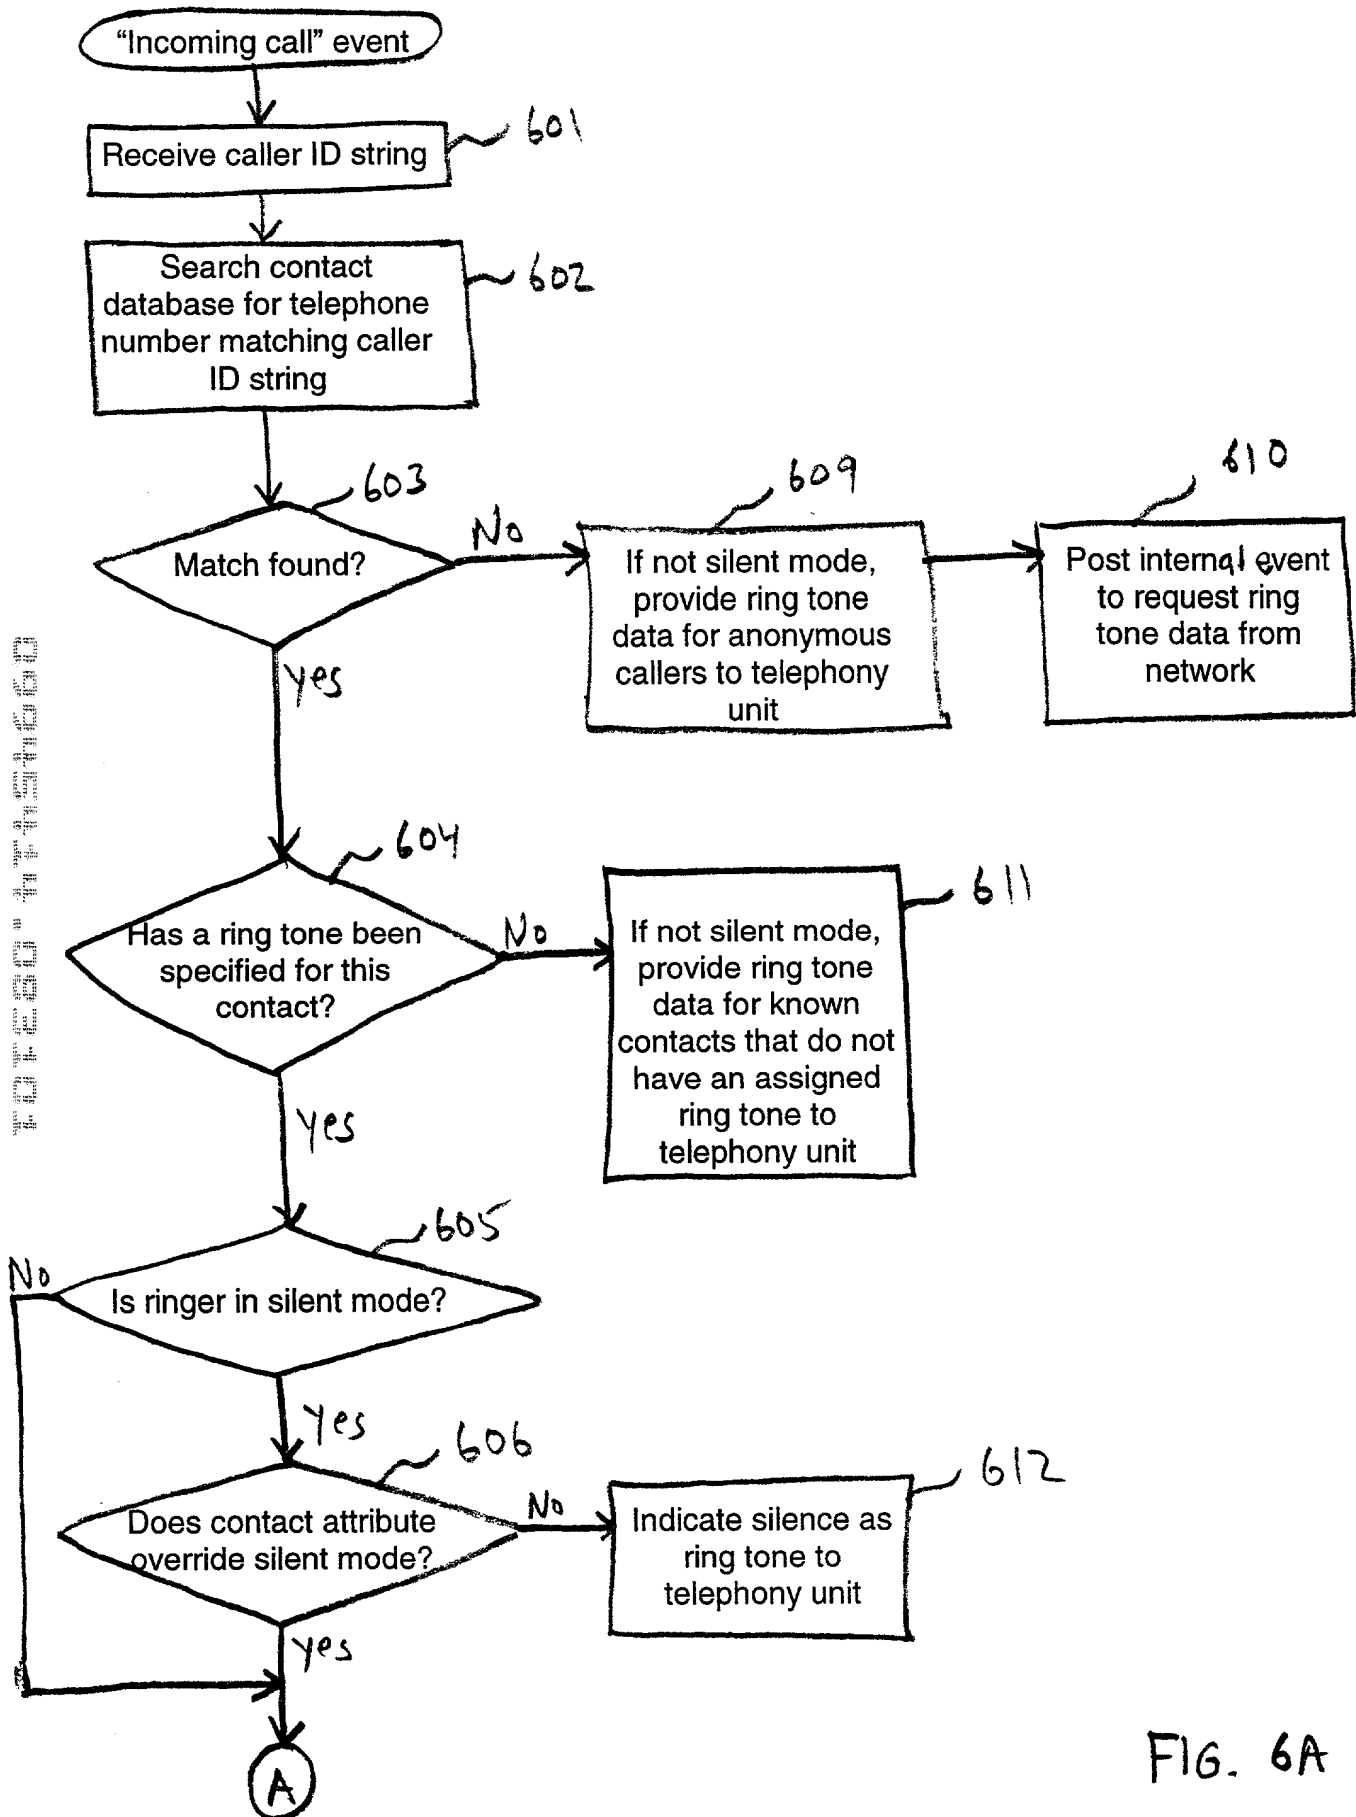 “Incoming call” event
601
Receive caller ID string
602
Search contact
database for telephone
number matching caller
ID string
603
Match found?
No
609
If not silent mode,
provide ring tone
data for anonymous
callers to telephony
unit
610
Post internal event
to request ring
tone data from
network
yes
604
Has a ring tone been
specified for this
contact?
No
611
If not silent mode,
provide ring tone
data for known
contacts that do not
have an assigned
ring tone to
telephony unit
yes
605
No
Is ringer in silent mode?
yes
606
Does contact attribute
override silent mode?
No
612
Indicate silence as
ring tone to
telephony unit
yes
A
FIG. 6A